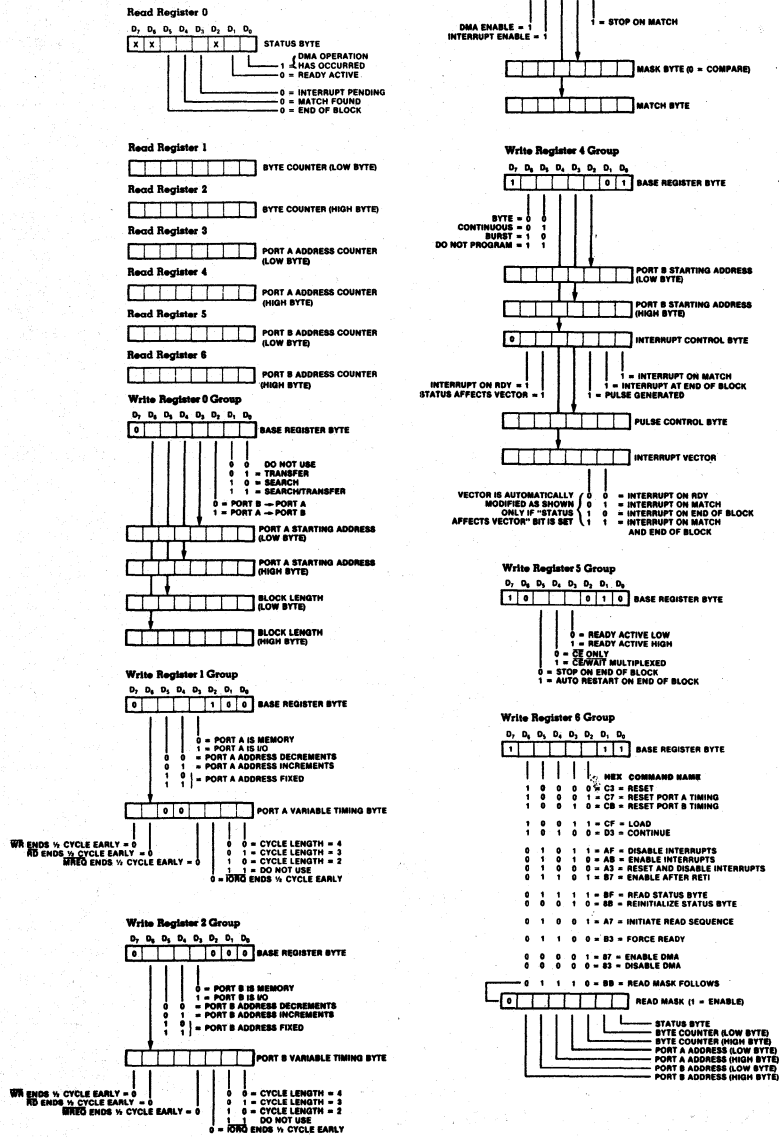 Read Register 0
D7 D6 D5 D4 D3 D2 D1 D0
X X X STATUS BYTE
1 = { DMA OPERATION
HAS OCCURRED
0 = READY ACTIVE
0 = INTERRUPT PENDING
0 = MATCH FOUND
0 = END OF BLOCK
Read Register 1
BYTE COUNTER (LOW BYTE)
Read Register 2
BYTE COUNTER (HIGH BYTE)
Read Register 3
PORT A ADDRESS COUNTER
(LOW BYTE)
Read Register 4
PORT A ADDRESS COUNTER
(HIGH BYTE)
Read Register 5
PORT B ADDRESS COUNTER
(LOW BYTE)
Read Register 6
PORT B ADDRESS COUNTER
(HIGH BYTE)
Write Register 0 Group
D7 D6 D5 D4 D3 D2 D1 D0
0 BASE REGISTER BYTE
0 0 DO NOT USE
0 1 = TRANSFER
1 0 = SEARCH
1 1 = SEARCH/TRANSFER
0 = PORT B → PORT A
1 = PORT A → PORT B
PORT A STARTING ADDRESS
(LOW BYTE)
PORT A STARTING ADDRESS
(HIGH BYTE)
BLOCK LENGTH
(LOW BYTE)
BLOCK LENGTH
(HIGH BYTE)
Write Register 1 Group
D7 D6 D5 D4 D3 D2 D1 D0
0 1 0 0 BASE REGISTER BYTE
0 = PORT A IS MEMORY
1 = PORT A IS I/O
0 0 = PORT A ADDRESS DECREMENTS
0 1 = PORT A ADDRESS INCREMENTS
1 0
1 1 } = PORT A ADDRESS FIXED
0 0 PORT A VARIABLE TIMING BYTE
WR ENDS ½ CYCLE EARLY = 0
RD ENDS ½ CYCLE EARLY = 0
MREQ ENDS ½ CYCLE EARLY = 0
0 0 = CYCLE LENGTH = 4
0 1 = CYCLE LENGTH = 3
1 0 = CYCLE LENGTH = 2
1 1 = DO NOT USE
0 = IORQ ENDS ½ CYCLE EARLY
Write Register 2 Group
D7 D6 D5 D4 D3 D2 D1 D0
0 0 0 0 BASE REGISTER BYTE
0 = PORT B IS MEMORY
1 = PORT B IS I/O
0 0 = PORT B ADDRESS DECREMENTS
0 1 = PORT B ADDRESS INCREMENTS
1 0
1 1 } = PORT B ADDRESS FIXED
PORT B VARIABLE TIMING BYTE
WR ENDS ½ CYCLE EARLY = 0
RD ENDS ½ CYCLE EARLY = 0
MREQ ENDS ½ CYCLE EARLY = 0
0 0 = CYCLE LENGTH = 4
0 1 = CYCLE LENGTH = 3
1 0 = CYCLE LENGTH = 2
1 1 DO NOT USE
0 = IORQ ENDS ½ CYCLE EARLY
DMA ENABLE = 1
INTERRUPT ENABLE = 1
1 = STOP ON MATCH
MASK BYTE (0 = COMPARE)
MATCH BYTE
Write Register 4 Group
D7 D6 D5 D4 D3 D2 D1 D0
1 0 1 BASE REGISTER BYTE
BYTE = 0 0
CONTINUOUS = 0 1
BURST = 1 0
DO NOT PROGRAM = 1 1
PORT B STARTING ADDRESS
(LOW BYTE)
PORT B STARTING ADDRESS
(HIGH BYTE)
0 INTERRUPT CONTROL BYTE
INTERRUPT ON RDY = 1
STATUS AFFECTS VECTOR = 1
1 = INTERRUPT ON MATCH
1 = INTERRUPT AT END OF BLOCK
1 = PULSE GENERATED
PULSE CONTROL BYTE
INTERRUPT VECTOR
VECTOR IS AUTOMATICALLY
MODIFIED AS SHOWN
ONLY IF "STATUS
AFFECTS VECTOR" BIT IS SET
0 0 = INTERRUPT ON RDY
0 1 = INTERRUPT ON MATCH
1 0 = INTERRUPT ON END OF BLOCK
1 1 = INTERRUPT ON MATCH
AND END OF BLOCK
Write Register 5 Group
D7 D6 D5 D4 D3 D2 D1 D0
1 0 0 1 0 BASE REGISTER BYTE
0 = READY ACTIVE LOW
1 = READY ACTIVE HIGH
0 = CE ONLY
1 = CE/WAIT MULTIPLEXED
0 = STOP ON END OF BLOCK
1 = AUTO RESTART ON END OF BLOCK
Write Register 6 Group
D7 D6 D5 D4 D3 D2 D1 D0
1 1 1 BASE REGISTER BYTE
HEX COMMAND NAME
1 0 0 0 0 = C3 = RESET
1 0 0 0 1 = C7 = RESET PORT A TIMING
1 0 0 1 0 = CB = RESET PORT B TIMING
1 0 0 1 1 = CF = LOAD
1 0 1 0 0 = D3 = CONTINUE
0 1 0 1 1 = AF = DISABLE INTERRUPTS
0 1 0 1 0 = AB = ENABLE INTERRUPTS
0 1 0 0 0 = A3 = RESET AND DISABLE INTERRUPTS
0 1 1 0 1 = B7 = ENABLE AFTER RETI
0 1 1 1 1 = BF = READ STATUS BYTE
0 0 0 1 0 = 8B = REINITIALIZE STATUS BYTE
0 1 0 0 1 = A7 = INITIATE READ SEQUENCE
0 1 1 0 0 = B3 = FORCE READY
0 0 0 0 1 = 87 = ENABLE DMA
0 0 0 0 0 = 83 = DISABLE DMA
0 1 1 1 0 = BB = READ MASK FOLLOWS
0 READ MASK (1 = ENABLE)
STATUS BYTE
BYTE COUNTER (LOW BYTE)
BYTE COUNTER (HIGH BYTE)
PORT A ADDRESS (LOW BYTE)
PORT A ADDRESS (HIGH BYTE)
PORT B ADDRESS (LOW BYTE)
PORT B ADDRESS (HIGH BYTE)